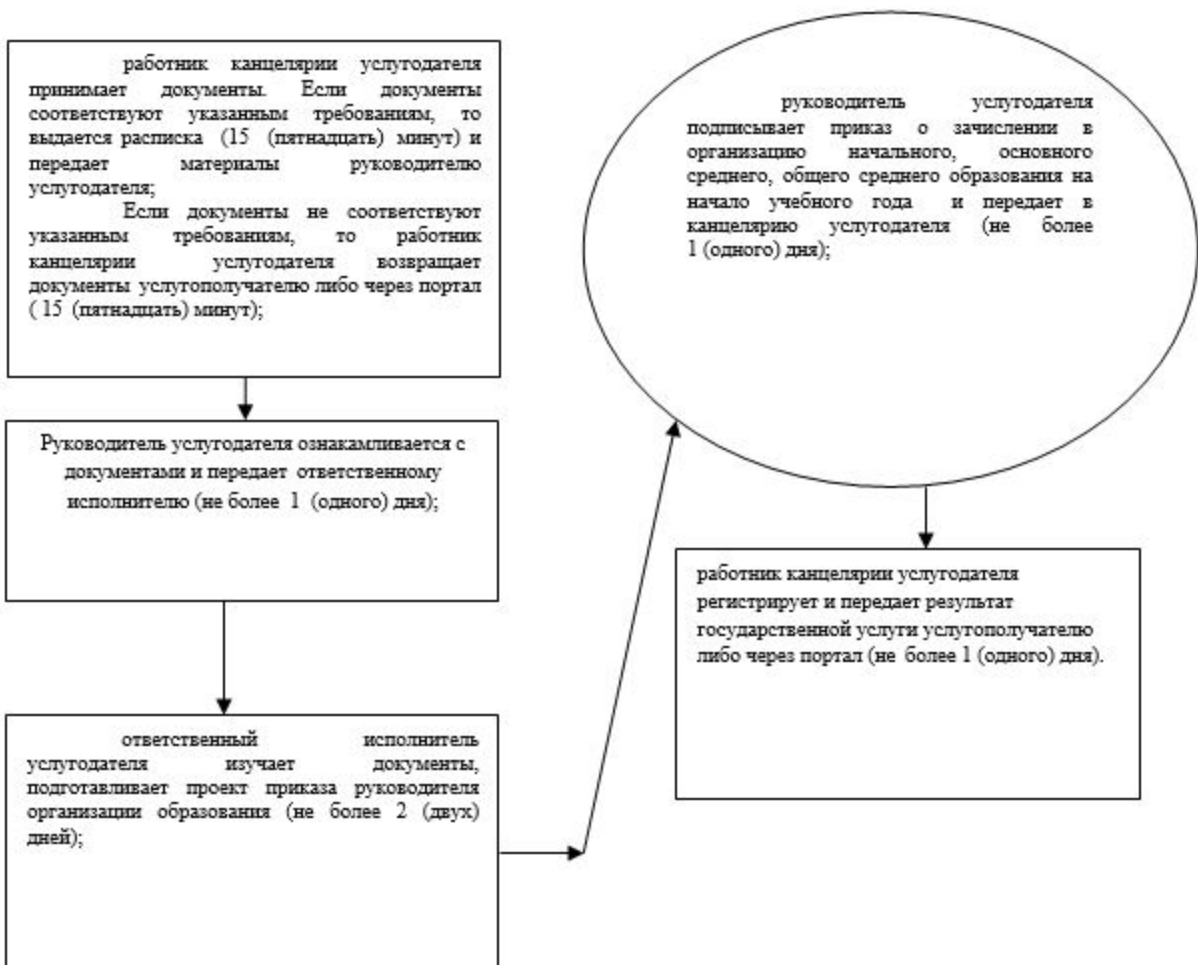 работник канцелярии услугодателя
принимает документы. Если документы
соответствуют указанным требованиям, то
выдается расписка (15 (пятнадцать) минут) и
передает материалы руководителю
услугодателя;
Если документы не соответствуют
указанным требованиям, то работник
канцелярии услугодателя возвращает
документы услугополучателю либо через портал
( 15 (пятнадцать) минут);
Руководитель услугодателя ознакамливается с
документами и передает ответственному
исполнителю (не более 1 (одного) дня);
ответственный исполнитель
услугодателя изучает документы,
подготавливает проект приказа руководителя
организации образования (не более 2 (двух)
дней);
руководитель услугодателя
подписывает приказ о зачислении в
организацию начального, основного
среднего, общего среднего образования на
начало учебного года и передает в
канцелярию услугодателя (не более
1 (одного) дня);
работник канцелярии услугодателя
регистрирует и передает результат
государственной услуги услугополучателю
либо через портал (не более 1 (одного) дня).